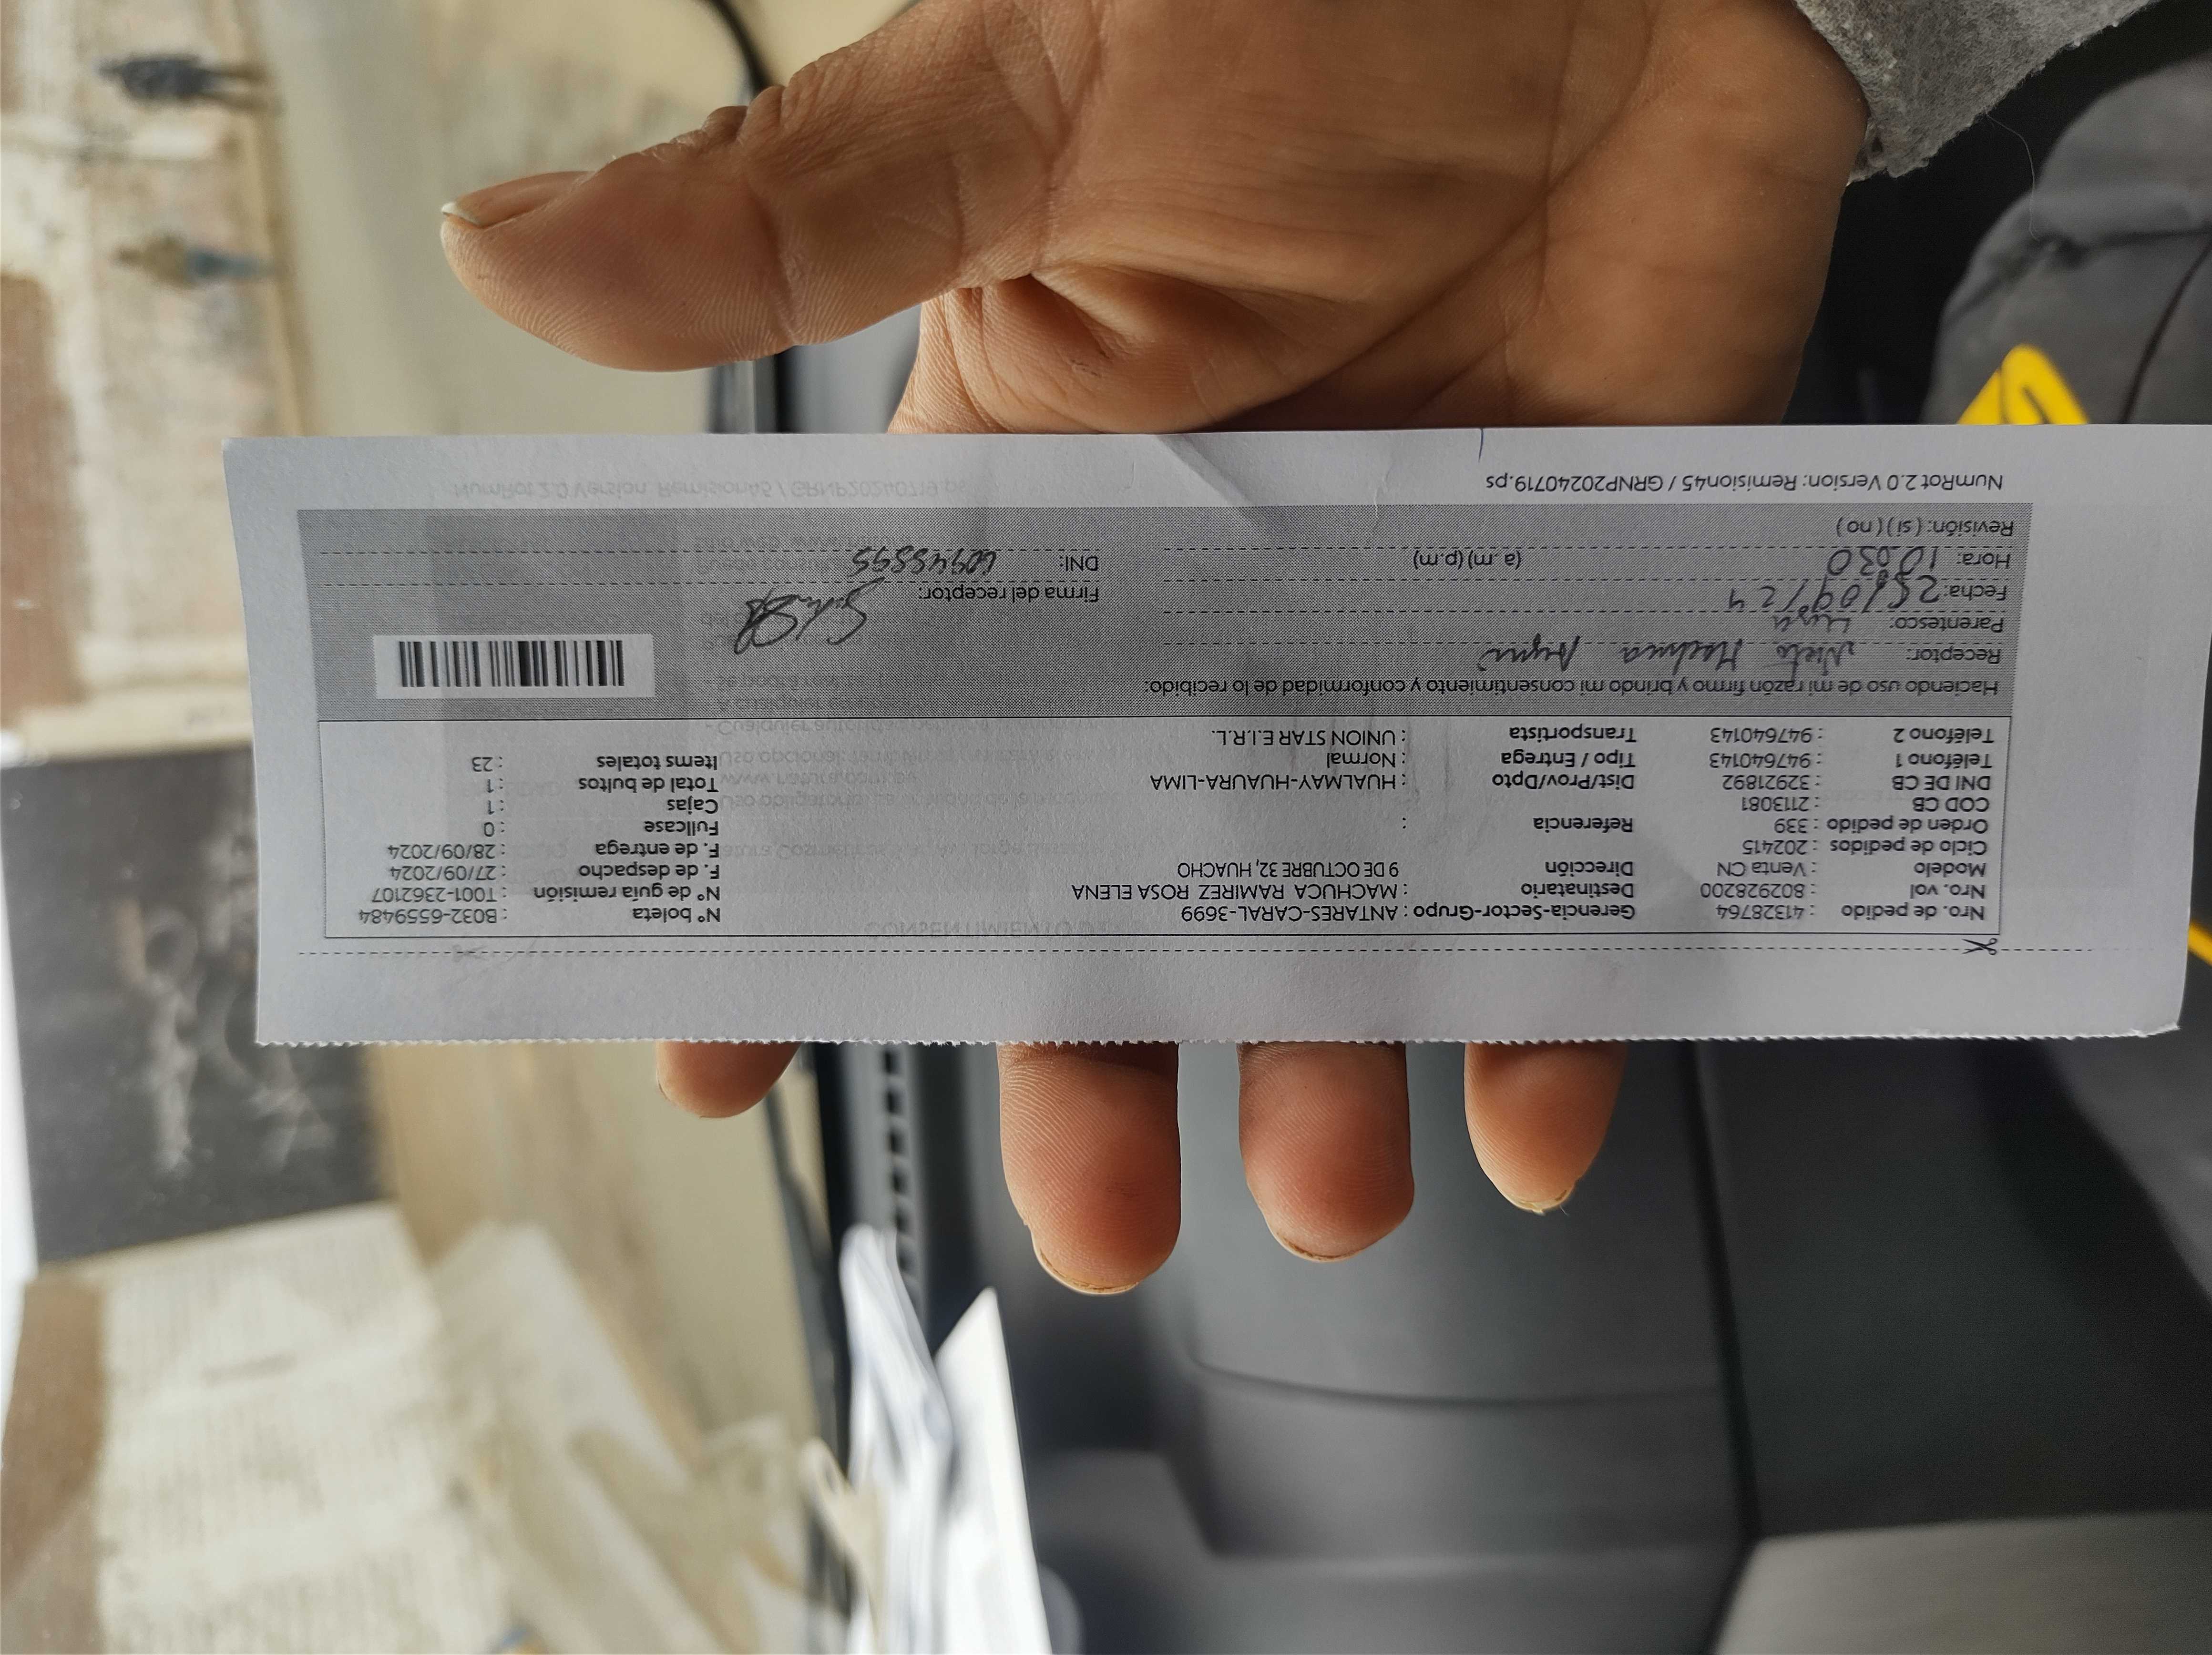 Nro. de pedido : 41328764 Gerencia-Sector-Grupo : ANTARES-CARAL-3699 N° boleta : B032-6559484
Nro. vol : 802928200 Destinatario : MACHUCA RAMIREZ ROSA ELENA N° de guía remisión : T001-2362107
Modelo : Venta CN Dirección 9 DE OCTUBRE 32, HUACHO F. de despacho : 27/09/2024
Ciclo de pedidos : 202415 F. de entrega : 28/09/2024
Orden de pedido : 339 Referencia : Fullcase : 0
COD CB : 2113081 Cajas : 1
DNI DE CB : 32921892 Dist/Prov/Dpto : HUALMAY-HUAURA-LIMA Total de bultos : 1
Teléfono 1 : 947640143 Tipo / Entrega : Normal Items totales : 23
Teléfono 2 : 947640143 Transportista : UNION STAR E.I.R.L.
Haciendo uso de mi razón firmo y brindo mi consentimiento y conformidad de lo recibido:
Receptor: Nieto Machuca
Parentesco:
Fecha: 28/09/24 Firma del receptor:
Hora: 10:030 (a.m) (p.m) DNI:
Revisión: ( si ) ( no )
NumRot 2.0 Version: Remision45 / GRNP20240719.ps